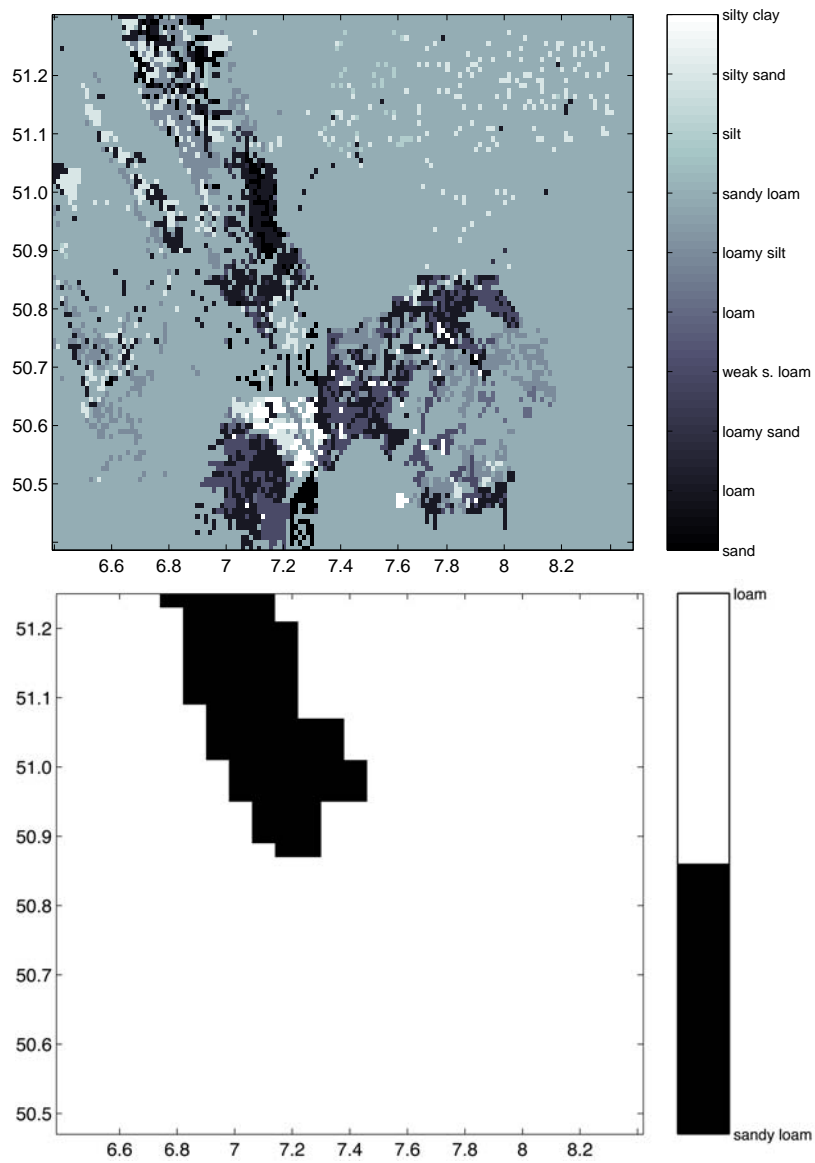 silty clay
51.2
silty sand
51.1
silt
51.0
sandy loam
50.9
loamy silt
50.8
loam
50.7
weak s. loam
50.6
loamy sand
50.5
loam
sand
6.6 6.8 7 7.2 7.4 7.6 7.8 8 8.2
loam
51.2
51.1
51.0
50.9
50.8
50.7
50.6
50.5
sandy loam
6.6 6.8 7 7.2 7.4 7.6 7.8 8 8.2